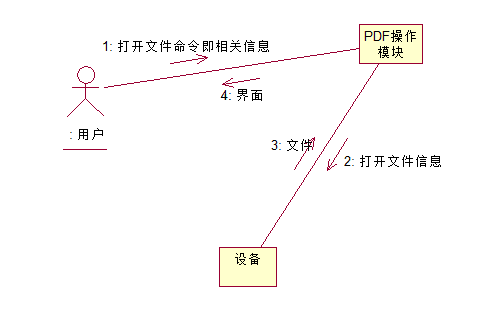 PDF操作
模块
1: 打开文件命令即相关信息
4: 界面
: 用户
3: 文件
2: 打开文件信息
设备